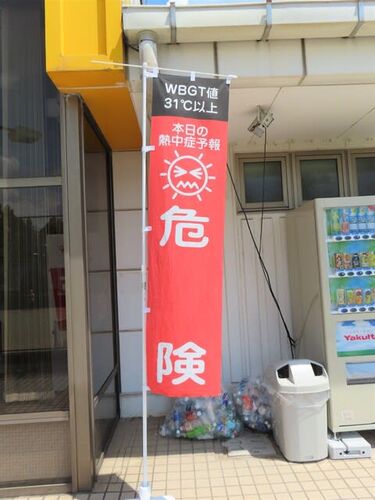 WBGT値
31℃以上
本日の
熱中症予報
危
険
Yakult